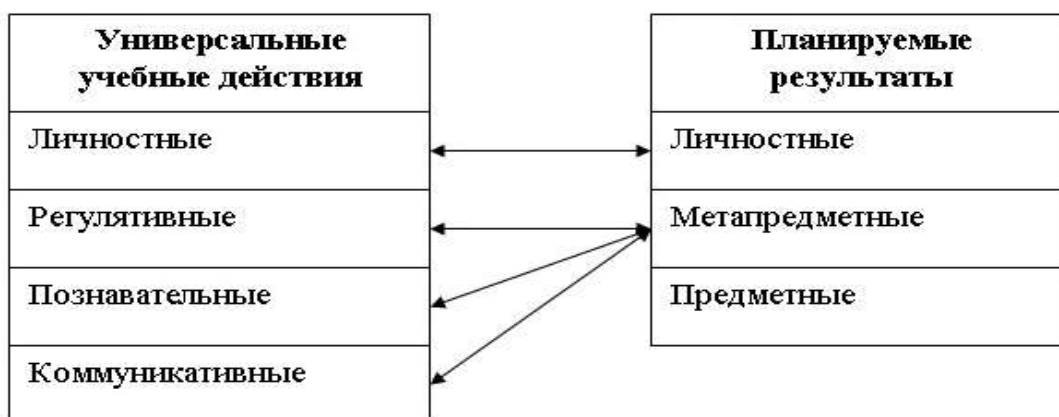 Универсальные
учебные действия
Личностные
Регулятивные
Познавательные
Коммуникативные
Планируемые
результаты
Личностные
Метапредметные
Предметные